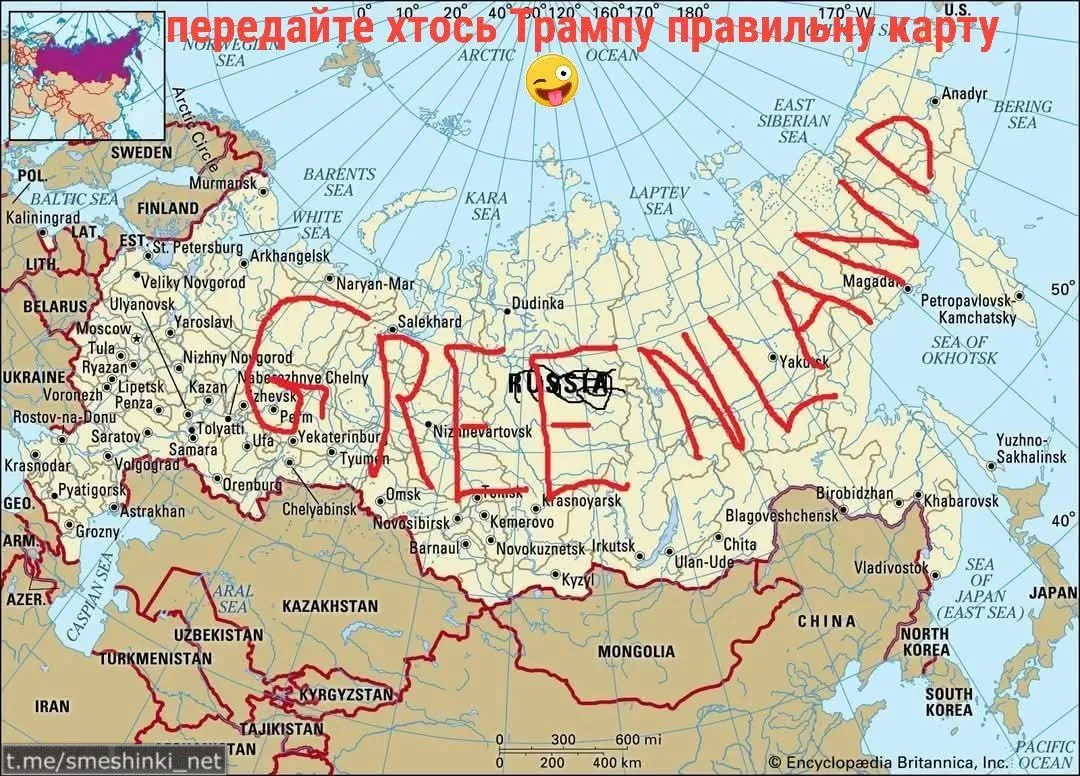 передайте хтось Трампу правильну карту
0° 10° 20° 40° 80° 120° 160°170° 180° 170° W U.S.
NORWEGIAN SEA
ARCTIC OCEAN
Arctic Circle
EAST SIBERIAN SEA
Anadyr
BERING SEA
SWEDEN
POL.
BALTIC SEA
Murmansk
BARENTS SEA
KARA SEA
LAPTEV SEA
Kaliningrad
LAT.
FINLAND
WHITE SEA
EST.
St. Petersburg
Arkhangelsk
LITH.
Veliky Novgorod
Naryan-Mar
Magadan
50°
BELARUS
Ulyanovsk
Dudinka
Petropavlovsk-Kamchatsky
Moscow
Yaroslavl
Salekhard
SEA OF OKHOTSK
Tula
Nizhny Novgorod
GREENLAND
Yakutsk
Ryazan
UKRAINE
Lipetsk
Kazan
Naberezhnye Chelny
RUSSIA
Voronezh
Penza
Izhevsk
Perm
Rostov-na-Donu
Tolyatti
Nizhnevartovsk
Saratov
Samara
Ufa
Yekaterinburg
Yuzhno-Sakhalinsk
Krasnodar
Volgograd
Tyumen
Pyatigorsk
Orenburg
Omsk
Tomsk
Krasnoyarsk
Birobidzhan
Khabarovsk
GEO.
Astrakhan
Chelyabinsk
Novosibirsk
Kemerovo
Blagoveshchensk
40°
Grozny
Barnaul
Novokuznetsk
Irkutsk
Chita
ARM.
Ulan-Ude
Vladivostok
Kyzyl
SEA OF JAPAN (EAST SEA)
JAPAN
AZER.
CASPIAN SEA
ARAL SEA
KAZAKHSTAN
CHINA
UZBEKISTAN
NORTH KOREA
TURKMENISTAN
MONGOLIA
IRAN
KYRGYZSTAN
SOUTH KOREA
TAJIKISTAN
AFGHANISTAN
0 300 600 mi
0 200 400 km
PACIFIC OCEAN
t.me/smeshinki_net
© Encyclopædia Britannica, Inc.